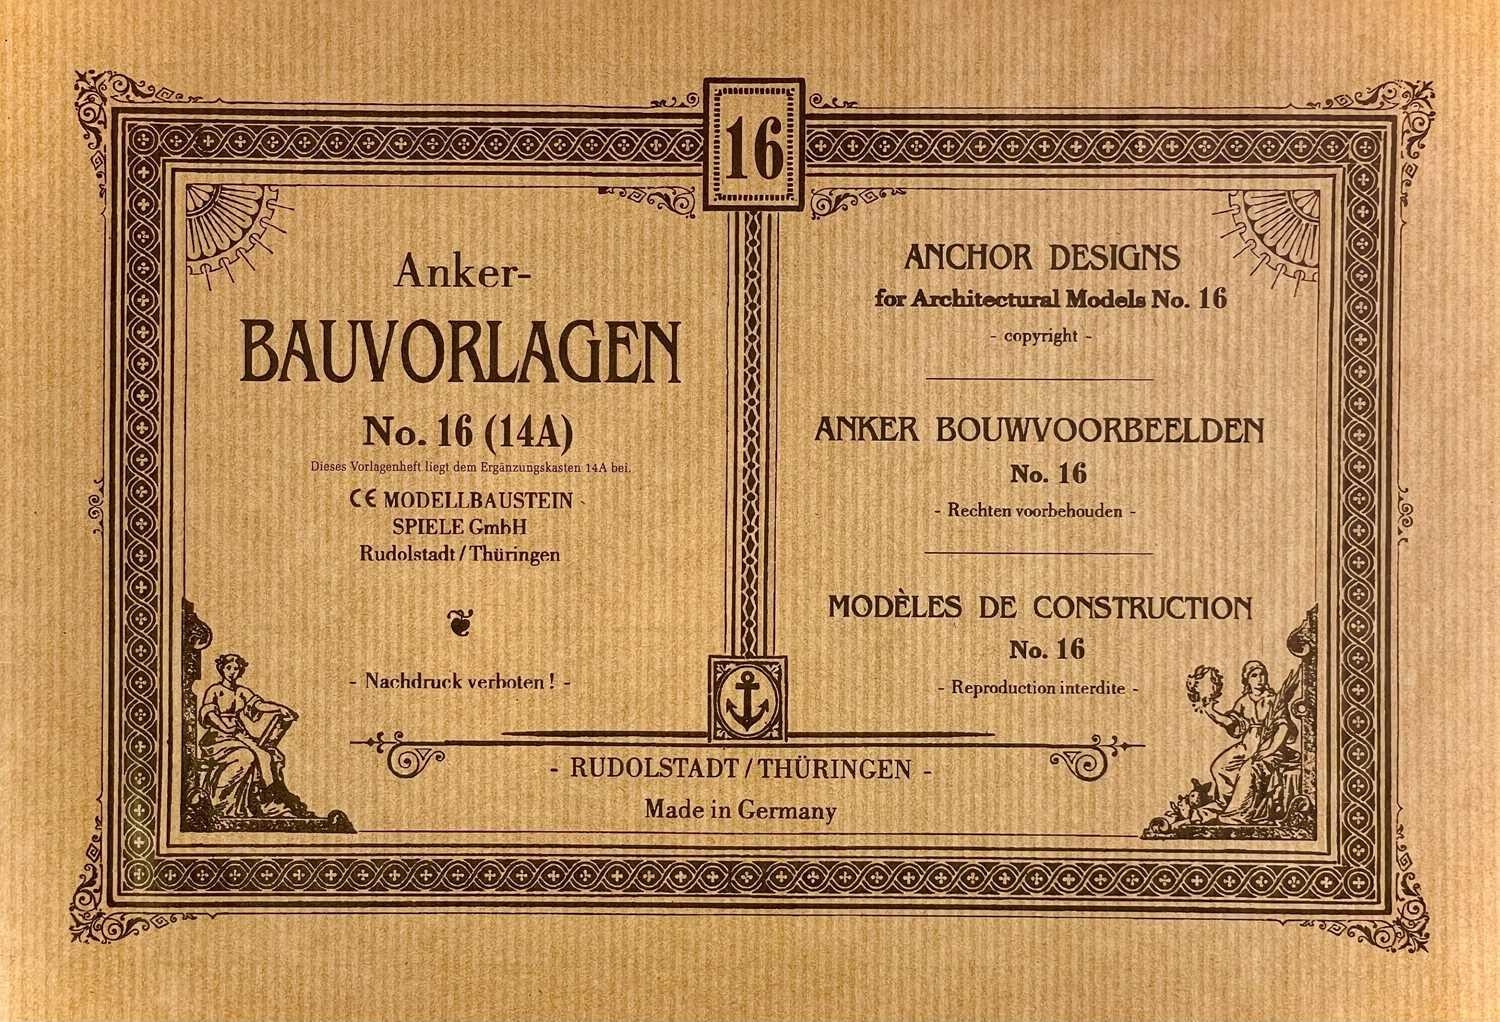 16
Anker-
BAUVORLAGEN
No. 16 (14A)
Dieses Vorlagenheft liegt dem Ergänzungskasten 14A bei.
CE MODELLBAUSTEIN
SPIELE GmbH
Rudolstadt/Thüringen
- Nachdruck verboten! -
ANCHOR DESIGNS
for Architectural Models No. 16
- copyright -
ANKER BOUWVOORBEELDEN
No. 16
- Rechten voorbehouden -
MODÈLES DE CONSTRUCTION
No. 16
- Reproduction interdite -
- RUDOLSTADT/THÜRINGEN -
Made in Germany